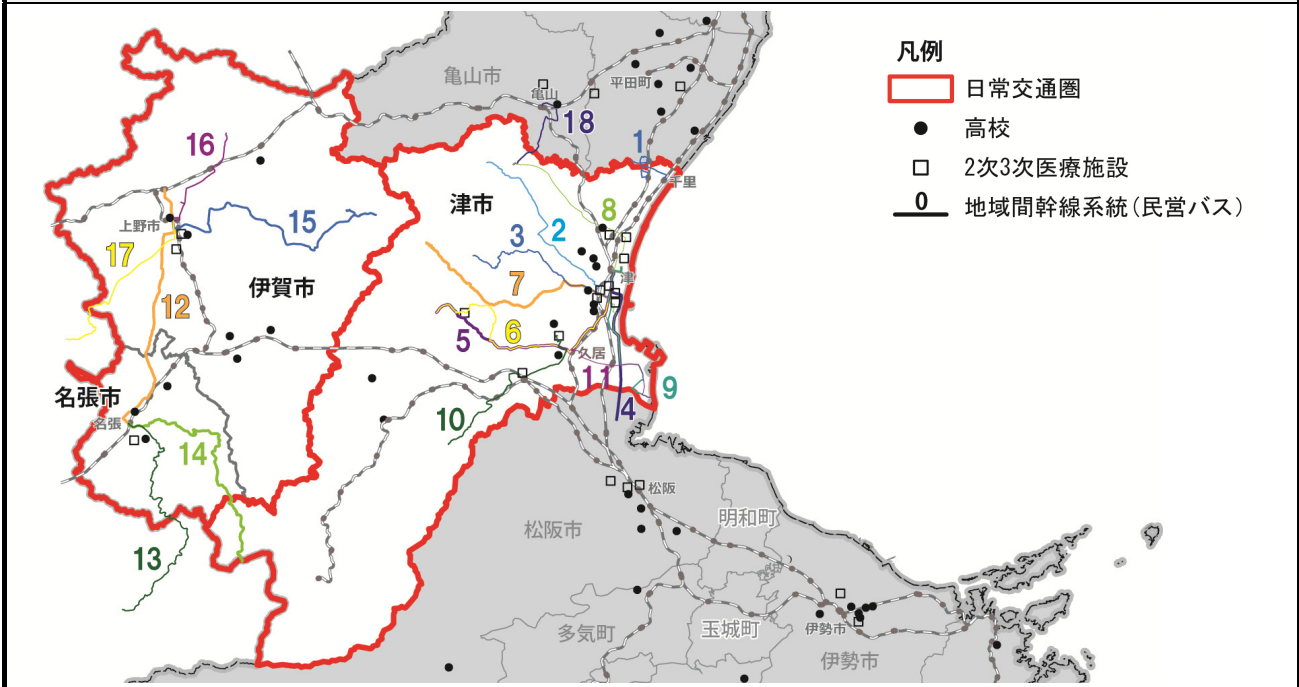 凡例
日常交通圏
高校
2次3次医療施設
0
地域間幹線系統(民営バス)
亀山市
亀山
平田町
18
1
千里
16
津市
8
上野市
15
2
3
17
津
伊賀市
7
12
5
6
久居
名張市
11
9
名張
10
4
14
松阪
明和町
松阪市
13
多気町
玉城町
伊勢市
伊勢市